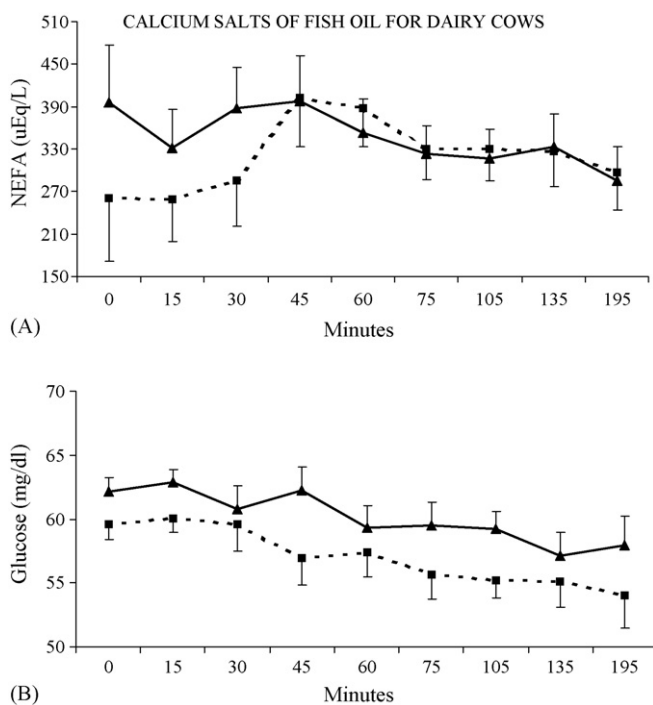 CALCIUM SALTS OF FISH OIL FOR DAIRY COWS
510
450
390
330
270
210
150
NEFA (uEq/L)
0 15 30 45 60 75 105 135 195
(A) Minutes
70
65
60
55
50
Glucose (mg/dl)
0 15 30 45 60 75 105 135 195
(B) Minutes